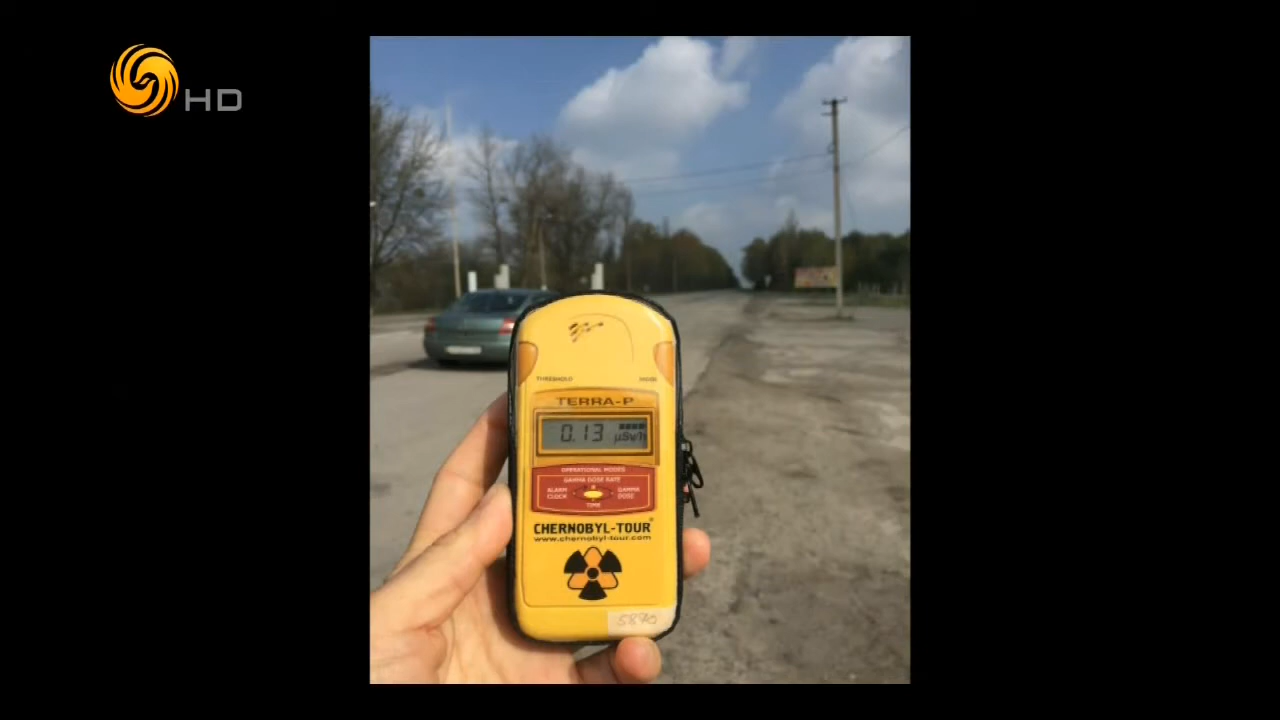 HD
THRESHOLD
MODE
TERRA-P
0.13 µSv/h
OPERATIONAL MODES
GAMMA DOSE RATE
ALARM CLOCK
GAMMA DOSE
TIME
CHERNOBYL-TOUR®
www.chernobyl-tour.com
5870